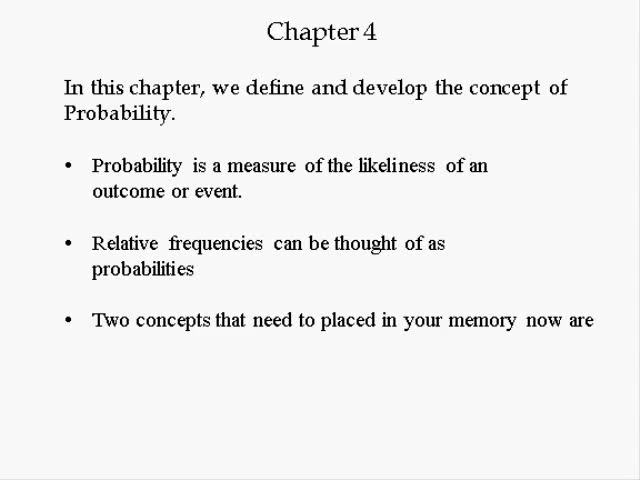 Chapter 4
In this chapter, we define and develop the concept of
Probability.
• Probability is a measure of the likeliness of an
outcome or event.
• Relative frequencies can be thought of as
probabilities
• Two concepts that need to placed in your memory now are